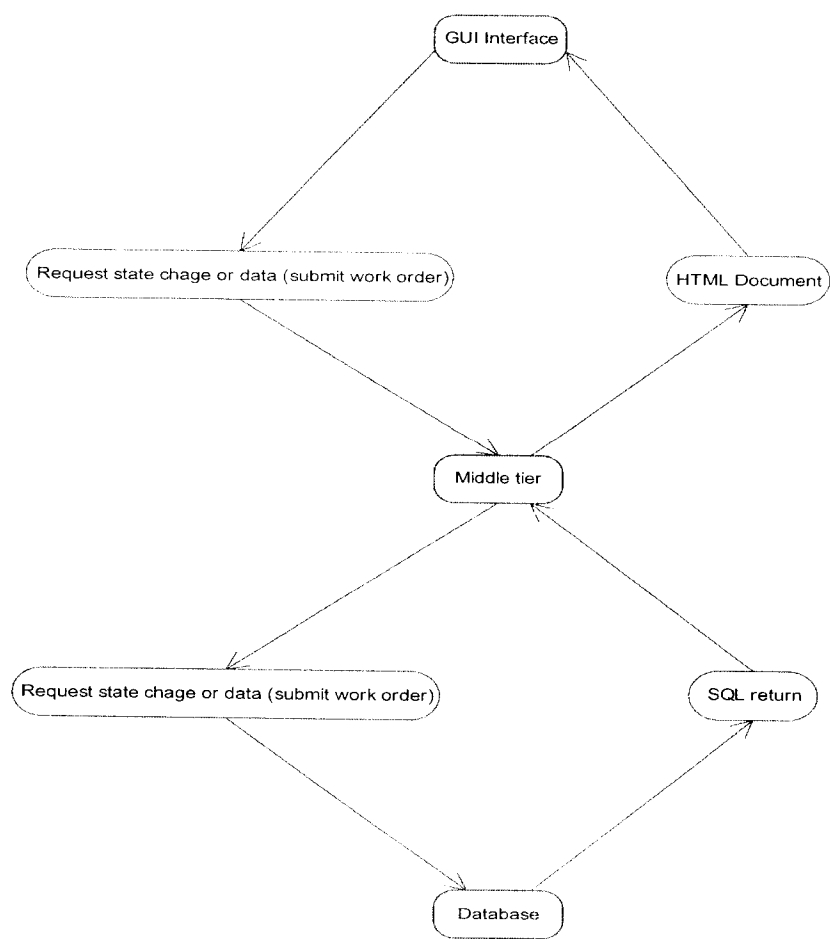 GUI Interface
Request state chage or data (submit work order)
HTML Document
Middle tier
Request state chage or data (submit work order)
SQL return
Database